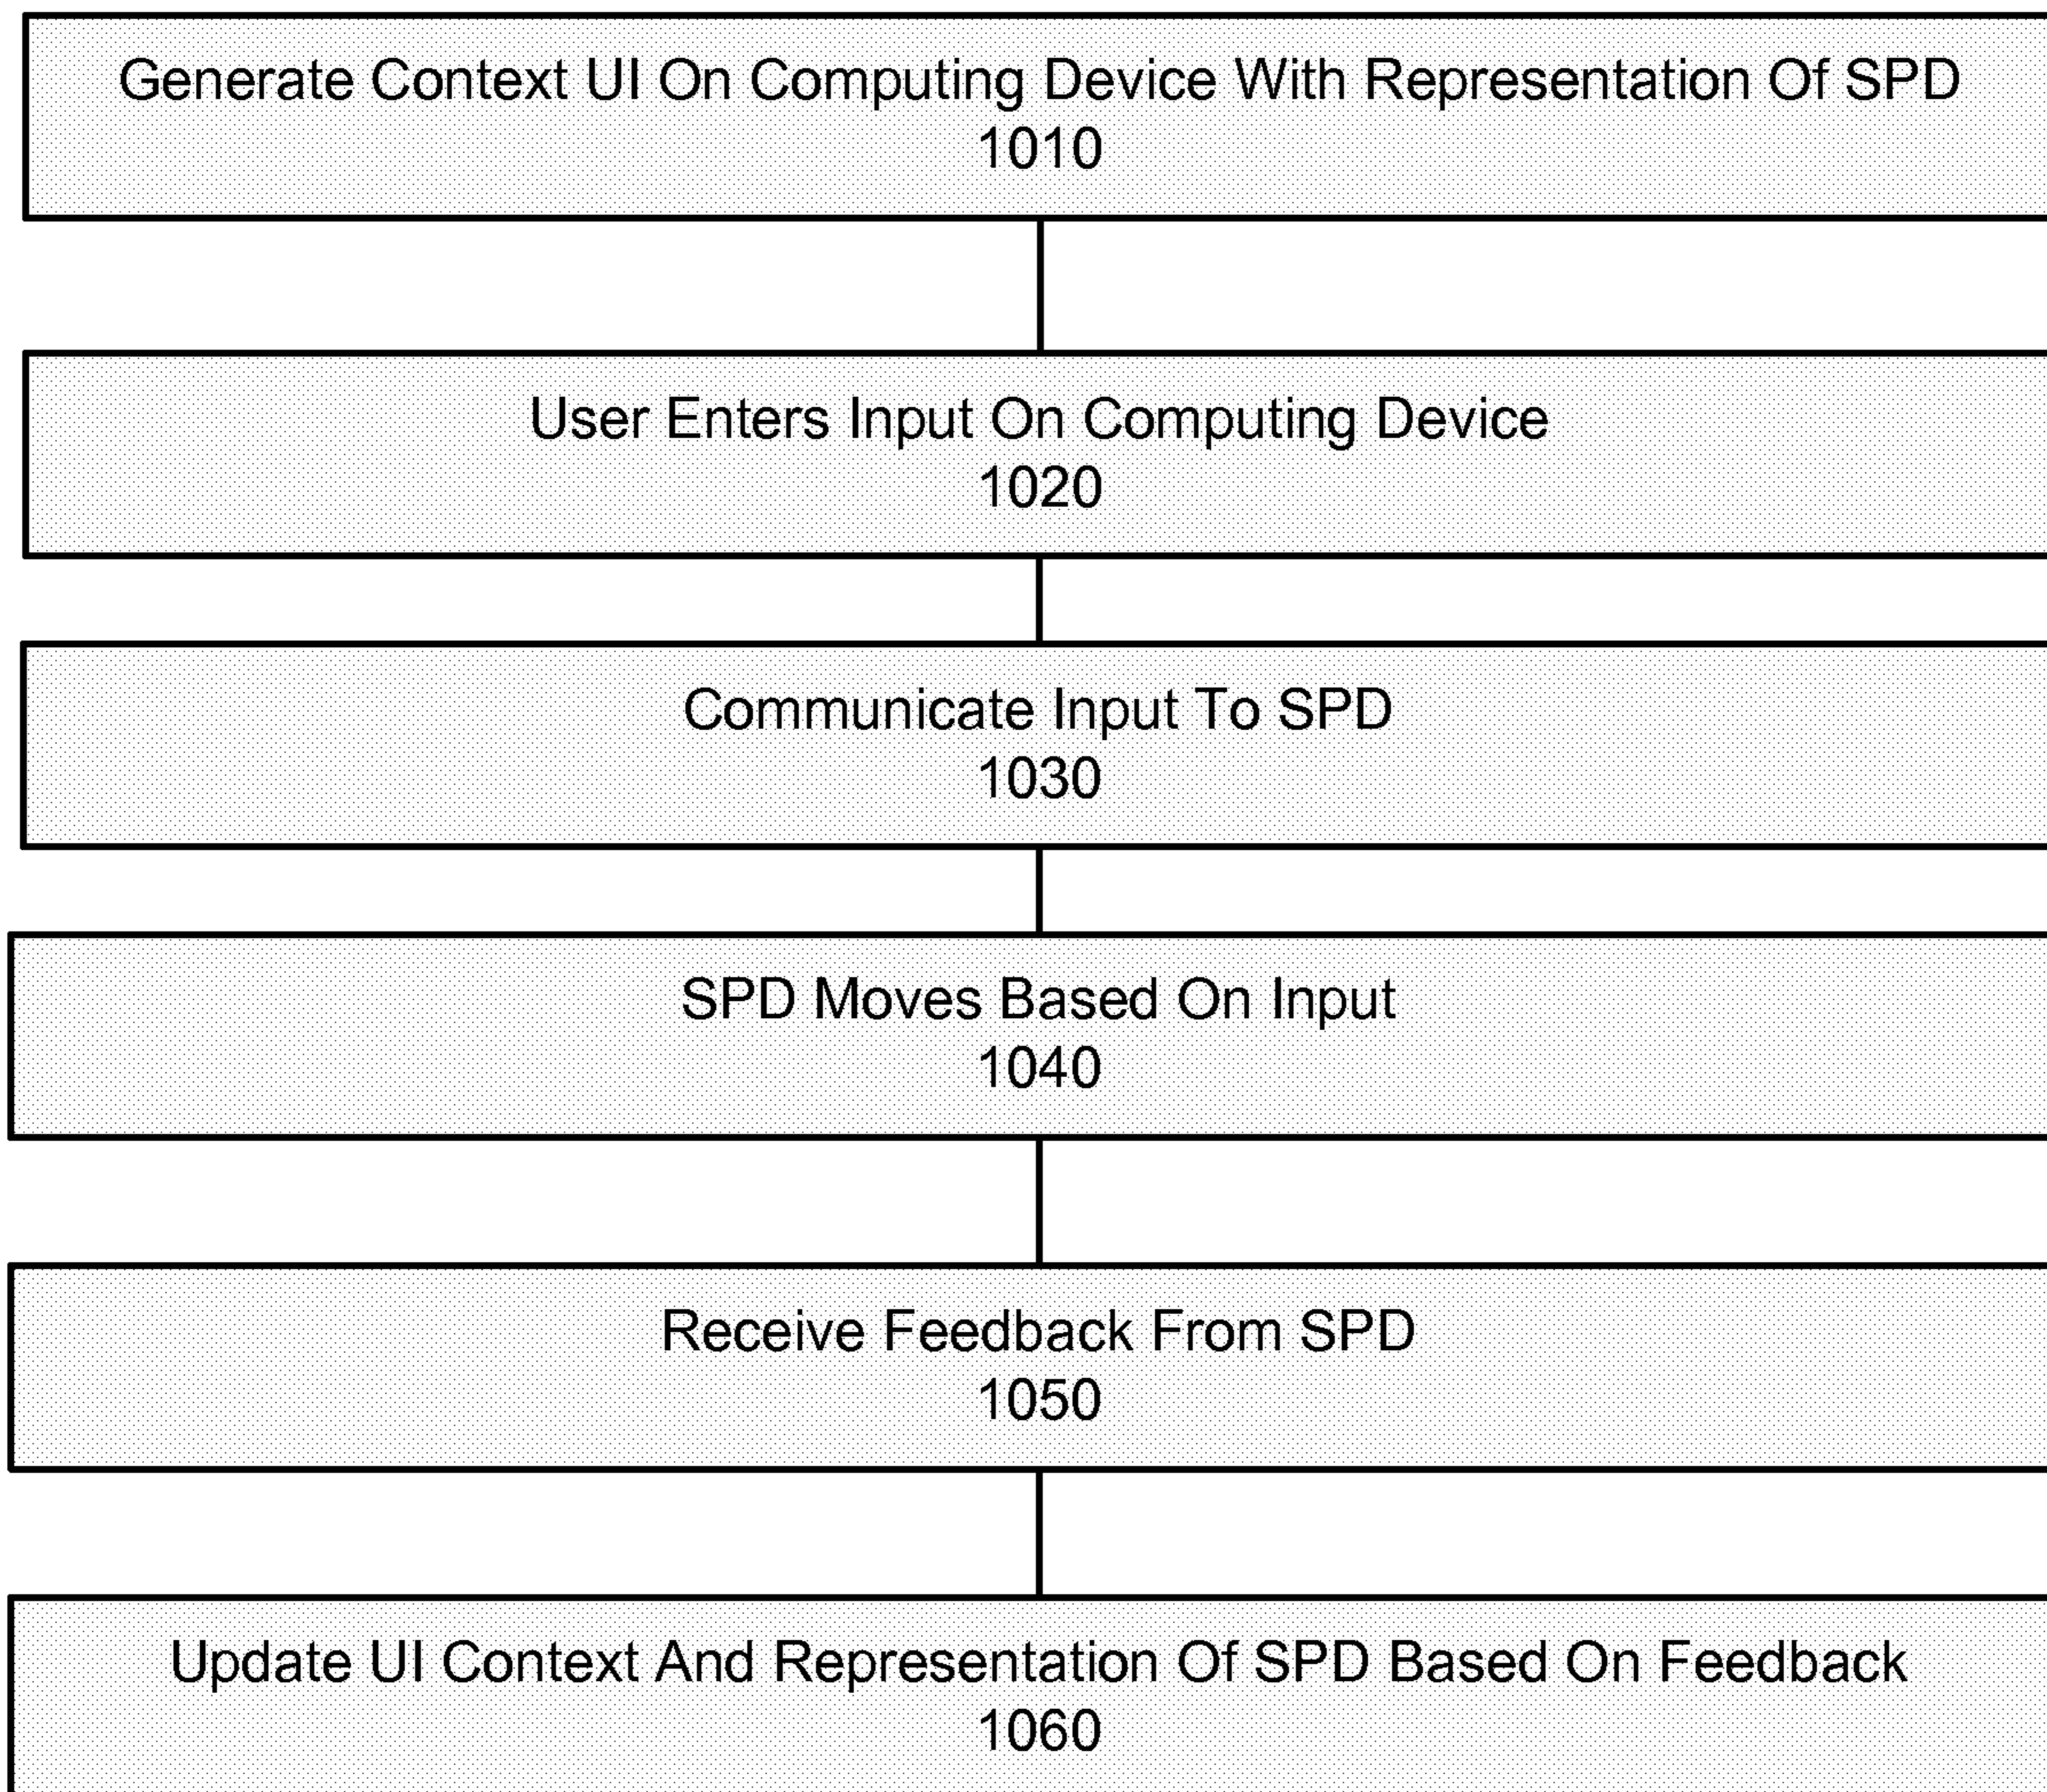 Generate Context UI On Computing Device With Representation Of SPD
1010
User Enters Input On Computing Device
1020
Communicate Input To SPD
1030
SPD Moves Based On Input
1040
Receive Feedback From SPD
1050
Update UI Context And Representation Of SPD Based On Feedback
1060